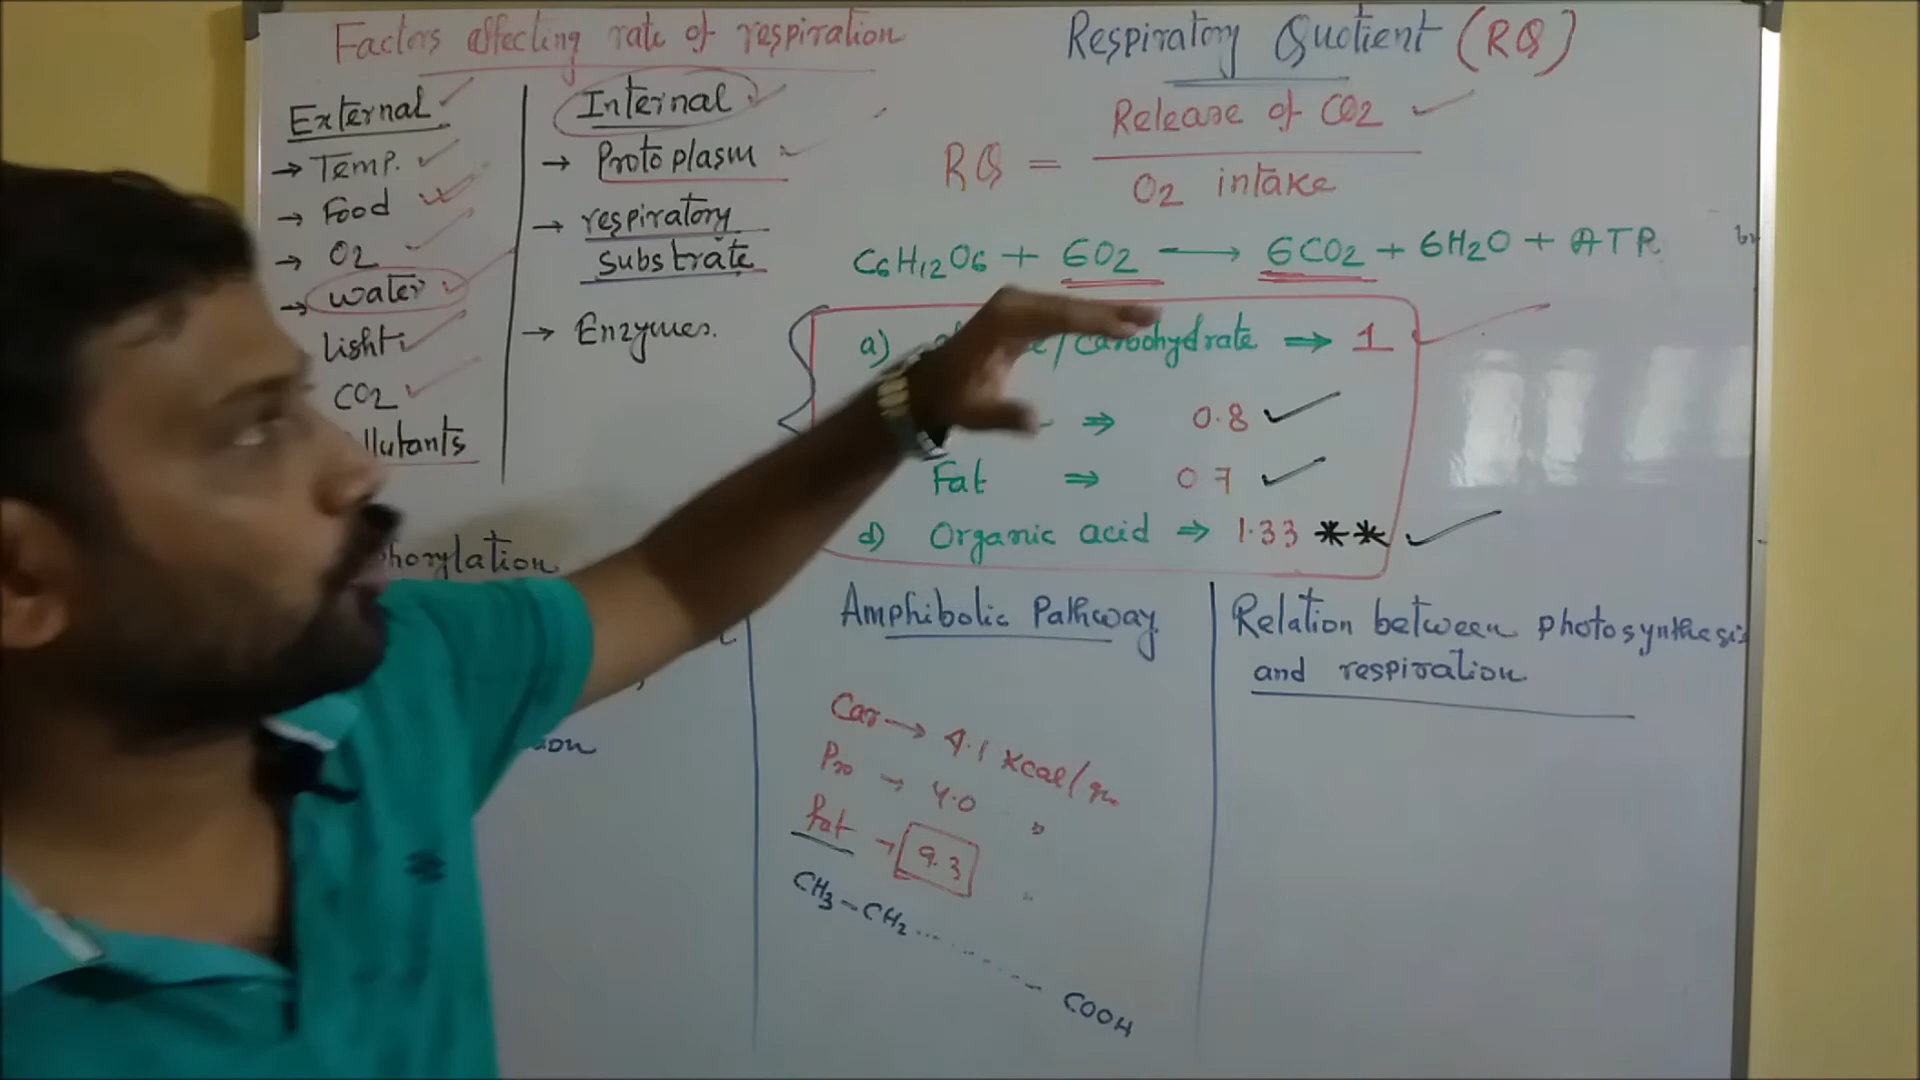 Factors affecting rate of respiration
External
→ Temp.
→ Food
→ O2
→ water
Light
CO2
llutants
Internal
→ Protoplasm
→ respiratory
substrate
→ Enzymes.
horylation
Respiratory Quotient (RQ)
RQ = Release of CO2
O2 intake
C6H12O6 + 6O2 → 6CO2 + 6H2O + ATP
a) /Carbohydrate ⇒ 1
⇒ 0.8
Fat ⇒ 0.7
d) Organic acid ⇒ 1.33 **
Amphibolic Pathway
Car → 4.1 Kcal/gm
Pro → 4.0 "
Fat → 9.3 "
CH3-CH2 ........ COOH
Relation between photosynthesis
and respiration